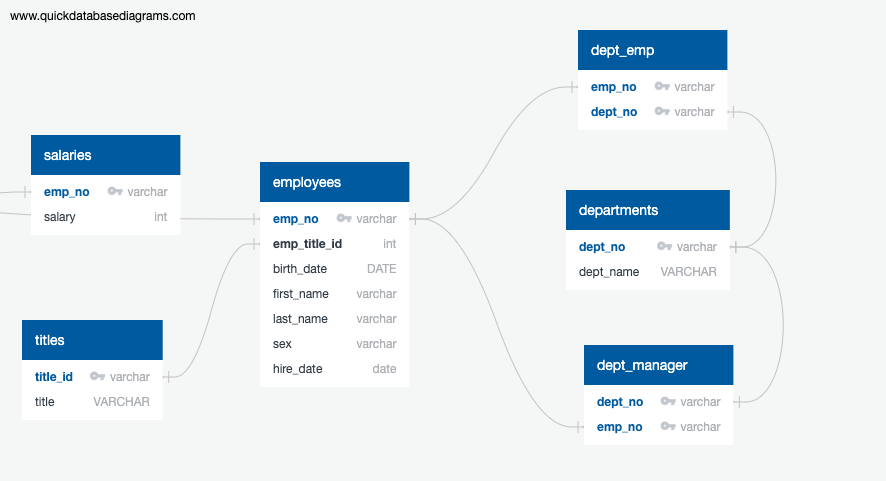 www.quickdatabasediagrams.com
salaries
emp_no varchar
salary int
titles
title_id varchar
title VARCHAR
employees
emp_no varchar
emp_title_id int
birth_date DATE
first_name varchar
last_name varchar
sex varchar
hire_date date
dept_emp
emp_no varchar
dept_no varchar
departments
dept_no varchar
dept_name VARCHAR
dept_manager
dept_no varchar
emp_no varchar